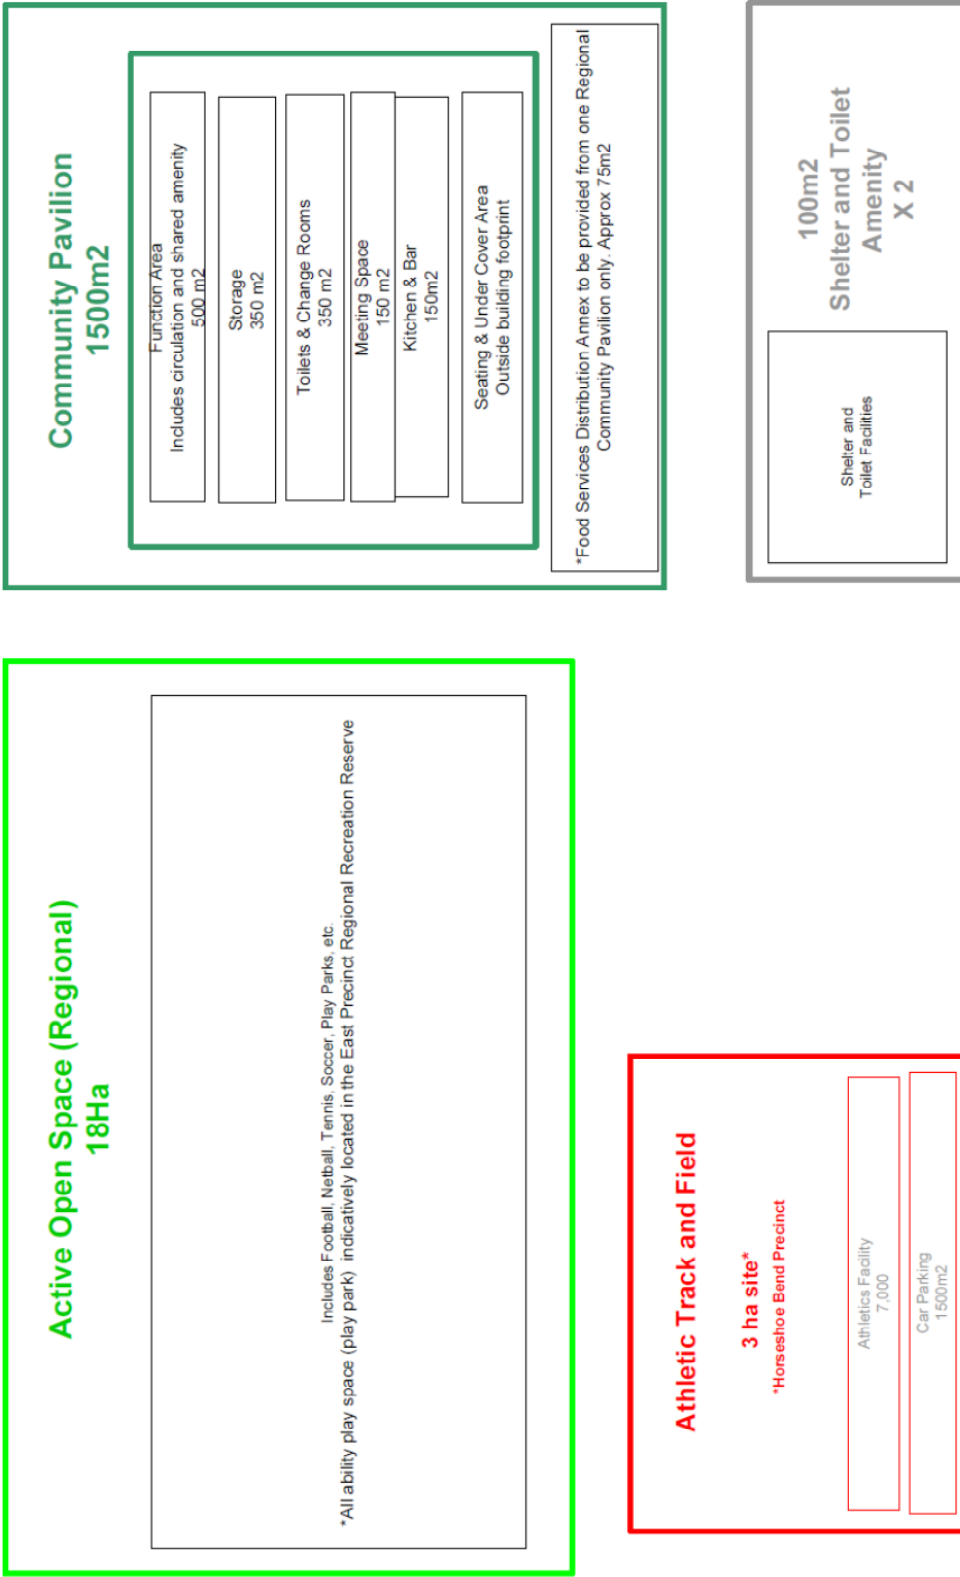 Active Open Space (Regional)
18Ha
Includes Football, Netball, Tennis, Soccer, Play Parks, etc.
*All ability play space (play park) indicatively located in the East Precinct Regional Recreation Reserve
Community Pavilion
1500m2
Function Area
Includes circulation and shared amenity
500 m2
Storage
350 m2
Toilets & Change Rooms
350 m2
Meeting Space
150 m2
Kitchen & Bar
150m2
Seating & Under Cover Area
Outside building footprint
*Food Services Distribution Annex to be provided from one Regional
Community Pavilion only. Approx 75m2
Athletic Track and Field
3 ha site*
*Horseshoe Bend Precinct
Athletics Facility
7,000
Car Parking
1500m2
100m2
Shelter and Toilet
Amenity
X 2
Shelter and
Toilet Facilities